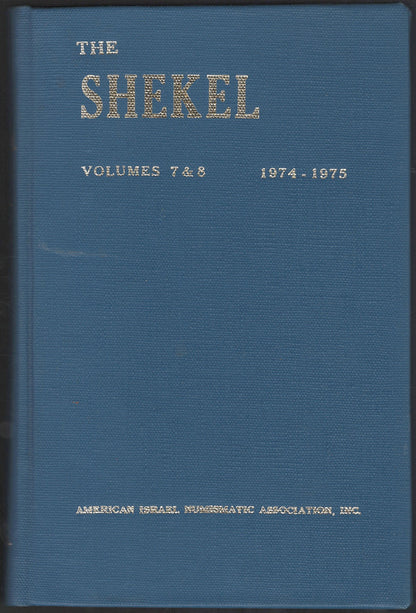 THE
SHEKEL
VOLUMES 7 & 8 1974 - 1975
AMERICAN ISRAEL NUMISMATIC ASSOCIATION, INC.